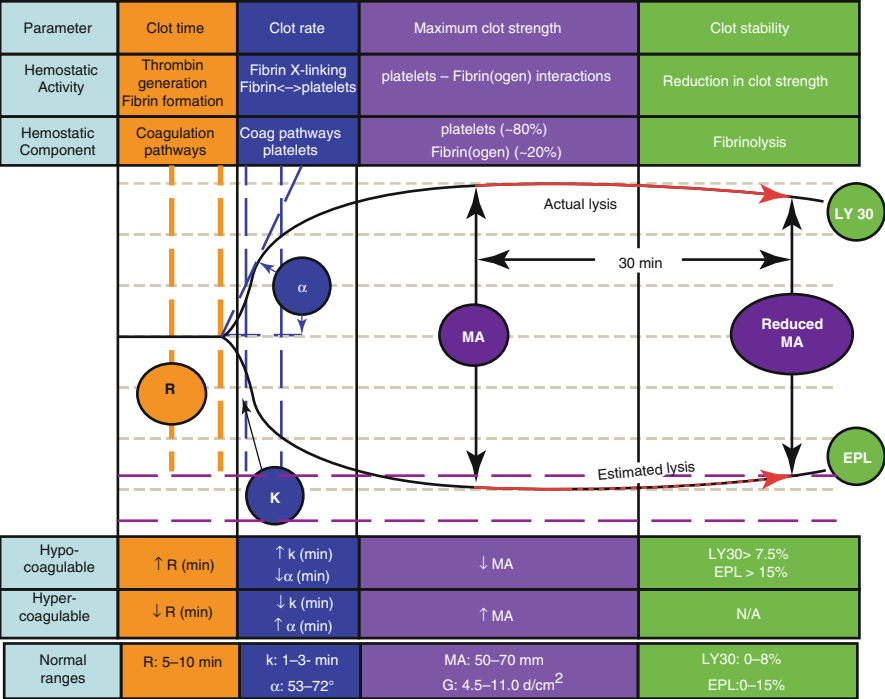 Parameter
Clot time
Clot rate
Maximum clot strength
Clot stability
Hemostatic
Activity
Thrombin
generation
Fibrin formation
Fibrin X-linking
Fibrin<–>platelets
platelets – Fibrin(ogen) interactions
Reduction in clot strength
Hemostatic
Component
Coagulation
pathways
Coag pathways
platelets
platelets (~80%)
Fibrin(ogen) (~20%)
Fibrinolysis
Actual lysis
LY 30
30 min
α
MA
Reduced
MA
R
K
Estimated lysis
EPL
Hypo-
coagulable
↑ R (min)
↑ k (min)
↓α (min)
↓ MA
LY30> 7.5%
EPL > 15%
Hyper-
coagulable
↓ R (min)
↓ k (min)
↑ α (min)
↑ MA
N/A
Normal
ranges
R: 5–10 min
k: 1–3- min
α: 53–72°
MA: 50–70 mm
G: 4.5–11.0 d/cm²
LY30: 0–8%
EPL:0–15%